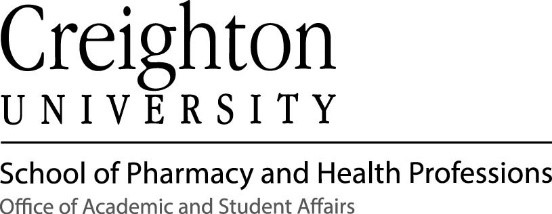 Creighton
UNIVERSITY
School of Pharmacy and Health Professions
Office of Academic and Student Affairs